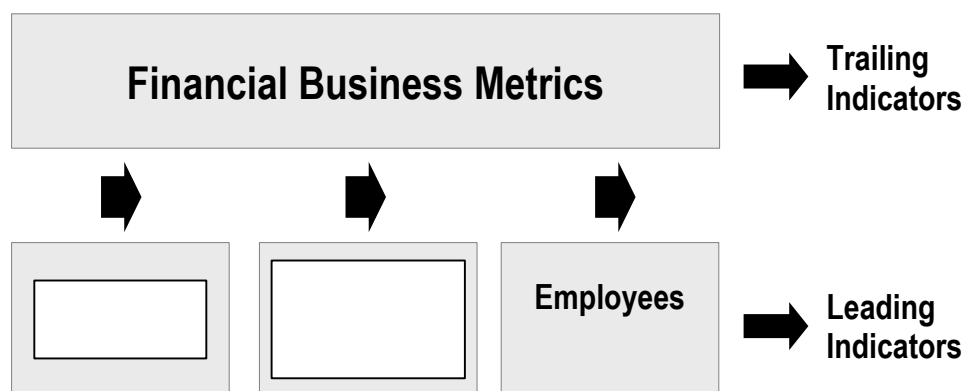 Financial Business Metrics
Trailing
Indicators
Employees
Leading
Indicators